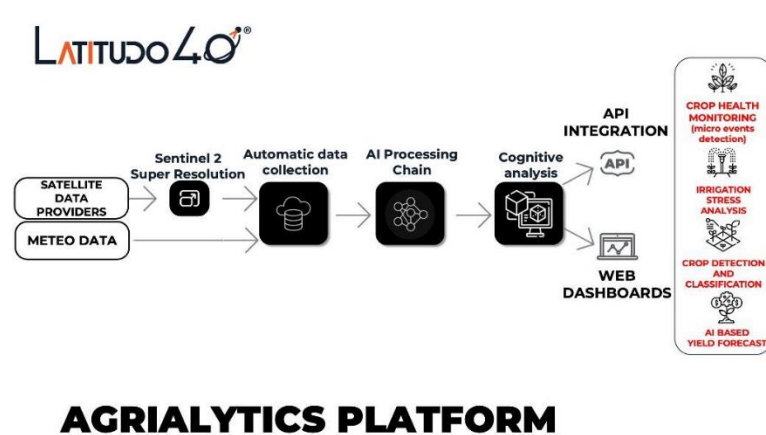 LATITUDO 40®
API
INTEGRATION
Sentinel 2
Super Resolution
Automatic data
collection
AI Processing
Chain
Cognitive
analysis
SATELLITE
DATA
PROVIDERS
METEO DATA
API
WEB
DASHBOARDS
CROP HEALTH
MONITORING
(micro events
detection)
IRRIGATION
STRESS
ANALYSIS
CROP DETECTION
AND
CLASSIFICATION
AI BASED
YIELD FORECAST
AGRIALYTICS PLATFORM